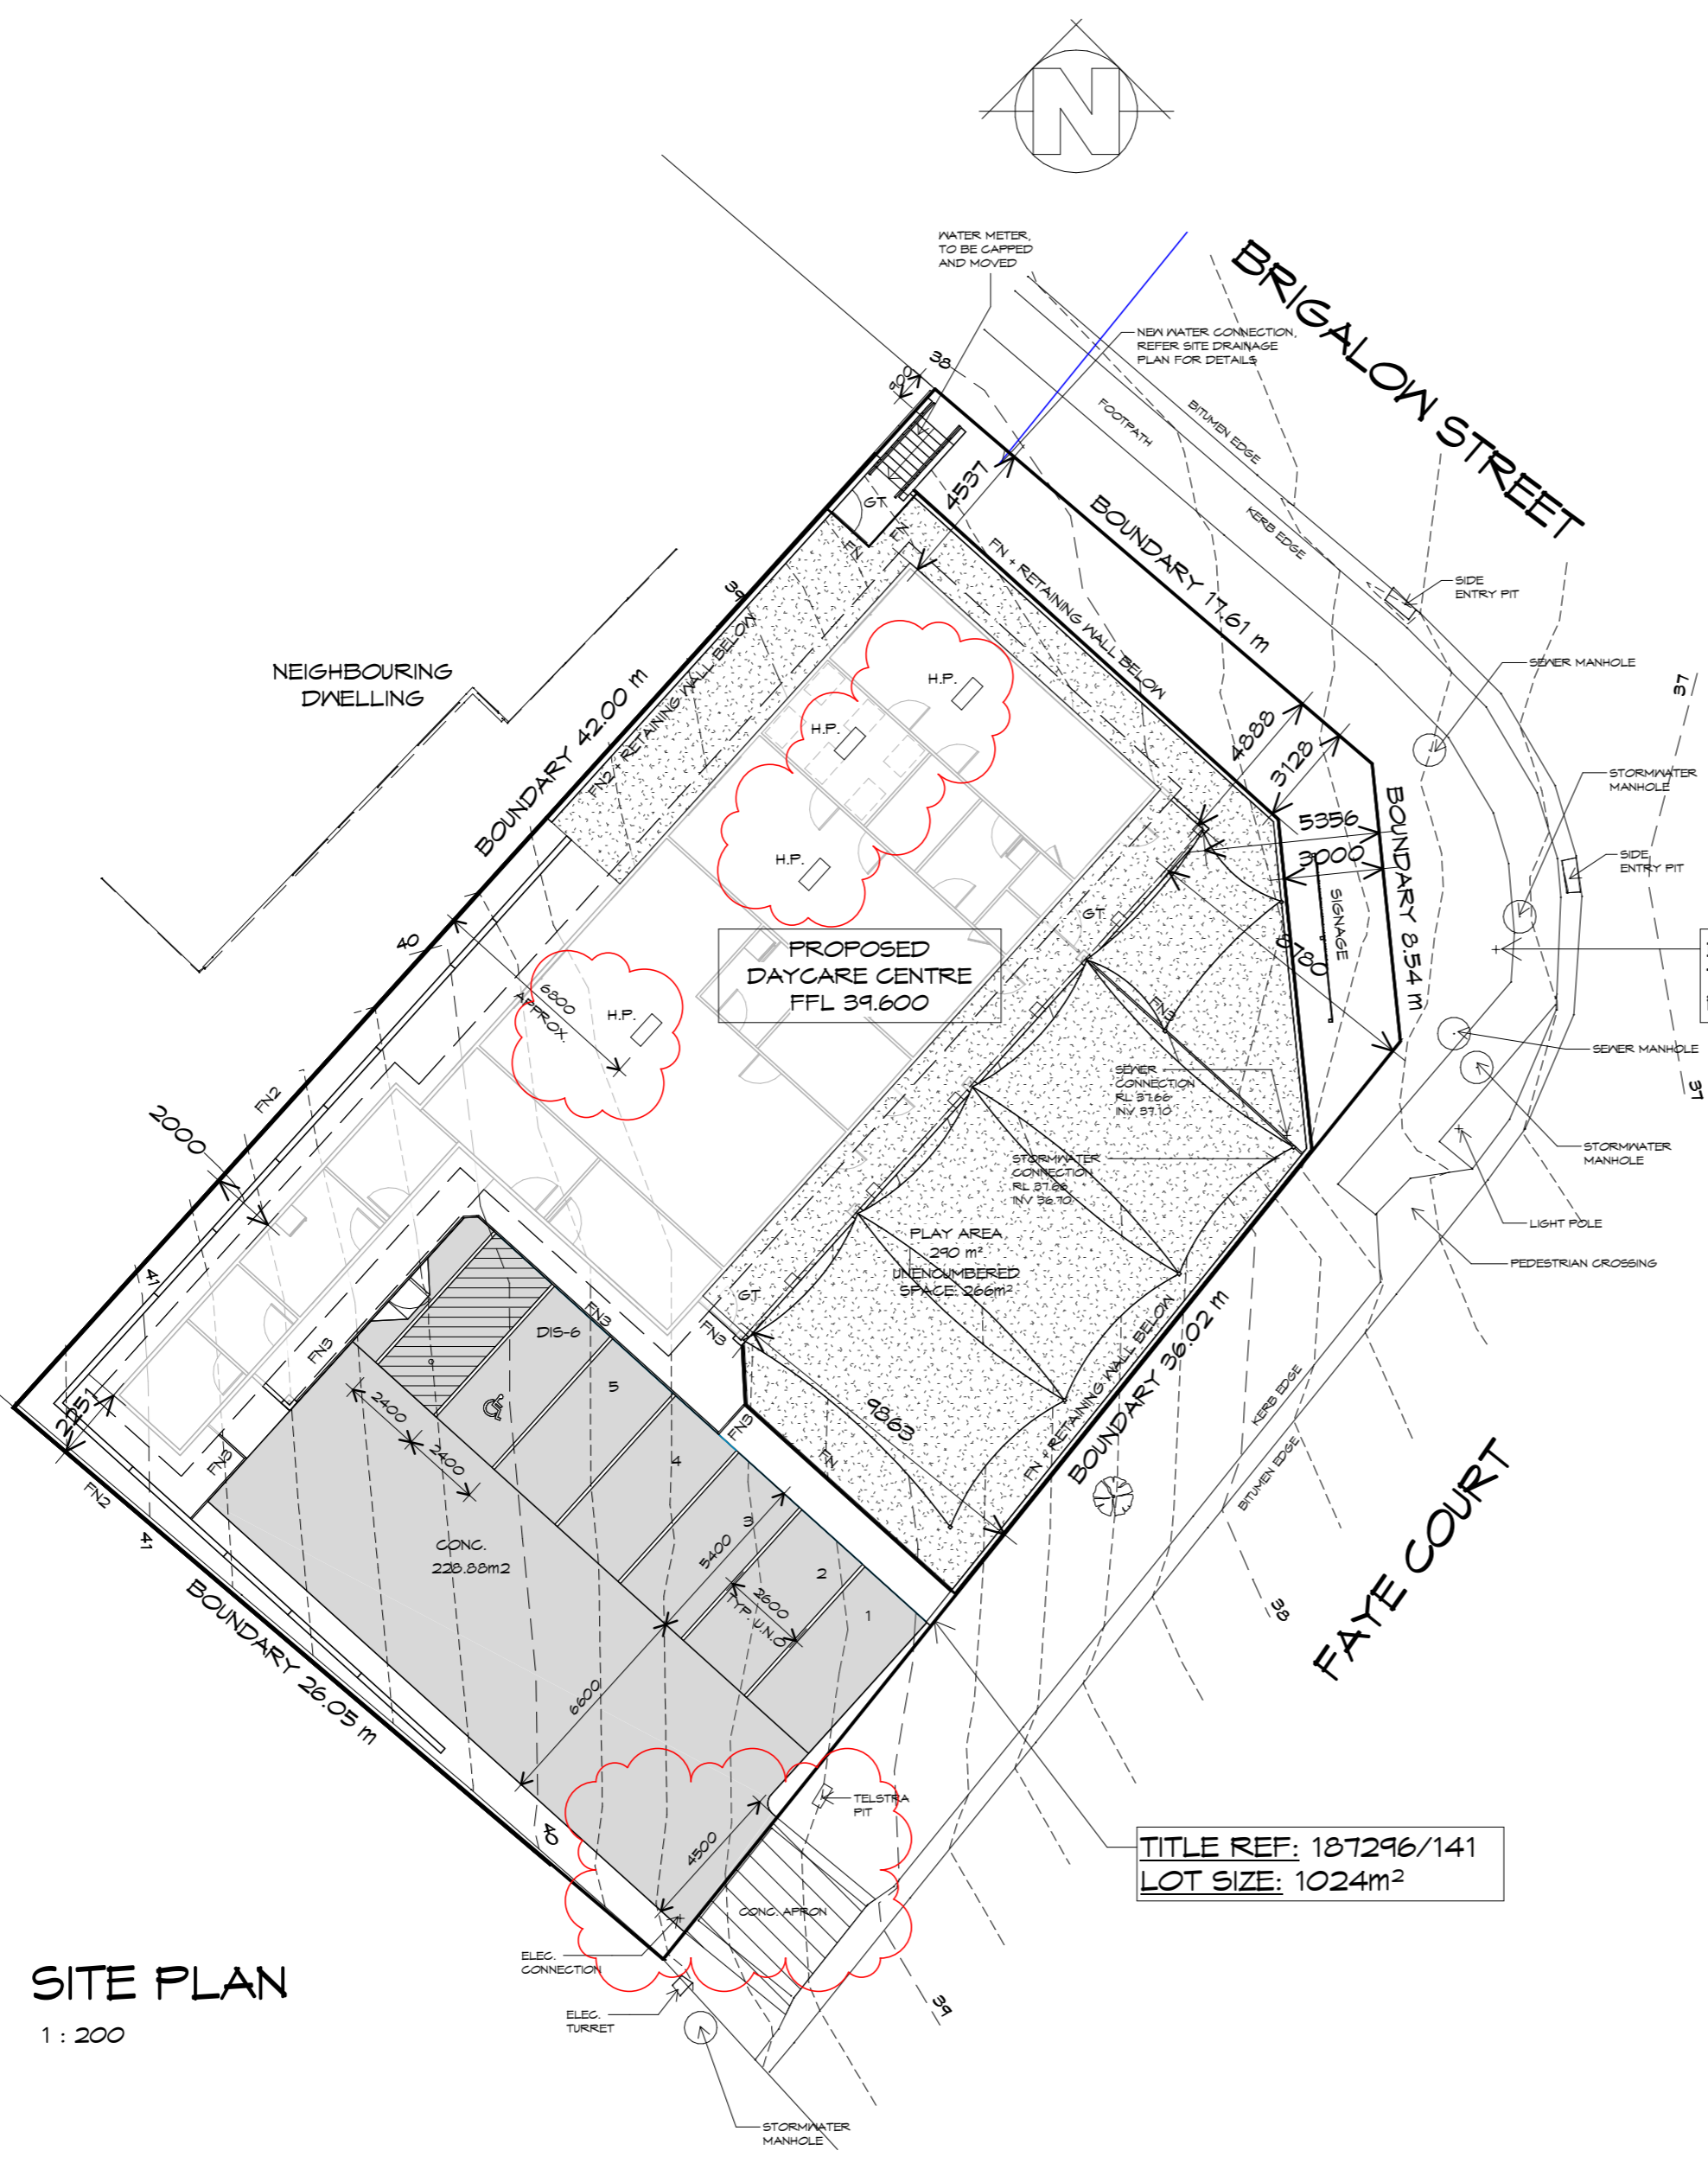 N
BRIGALOW STREET
WATER METER,
TO BE CAPPED
AND MOVED
NEW WATER CONNECTION,
REFER SITE DRAINAGE
PLAN FOR DETAILS
38
900
FOOTPATH
BITUMEN EDGE
KERB EDGE
4537
GT
FN
FN
BOUNDARY 17.61 m
FN + RETAINING WALL BELOW
SIDE
ENTRY PIT
39
FN2 + RETAINING WALL BELOW
BOUNDARY 42.00 m
NEIGHBOURING
DWELLING
H.P.
H.P.
H.P.
H.P.
SEWER MANHOLE
37
4888
3128
STORMWATER
MANHOLE
5356
3000
BOUNDARY 8.54 m
SIGNAGE
SIDE
ENTRY PIT
GT
8780
PROPOSED
DAYCARE CENTRE
FFL 39.600
40
6800
APPROX.
FN3
SEWER MANHOLE
37
SEWER
CONNECTION
RL 37.66
INV 37.10
FN2
2000
STORMWATER
CONNECTION
RL 37.66
INV 36.70
STORMWATER
MANHOLE
LIGHT POLE
PEDESTRIAN CROSSING
PLAY AREA
290 m²
UNENCUMBERED
SPACE: 266m²
41
GT
FN3
FN3
FN3
DIS-6
5
4
3
2
1
2400
2400
2251
FN3
FN2
41
FN3
FN
9863
FN + RETAINING WALL BELOW
BOUNDARY 36.02 m
KERB EDGE
BITUMEN EDGE
FAYE COURT
38
CONC.
228.88m2
5400
2600
TYP. U.N.O
6600
BOUNDARY 26.05 m
40
TELSTRA
PIT
4500
CONC. APRON
TITLE REF: 187296/141
LOT SIZE: 1024m²
ELEC.
CONNECTION
ELEC.
TURRET
39
STORMWATER
MANHOLE
SITE PLAN
1 : 200